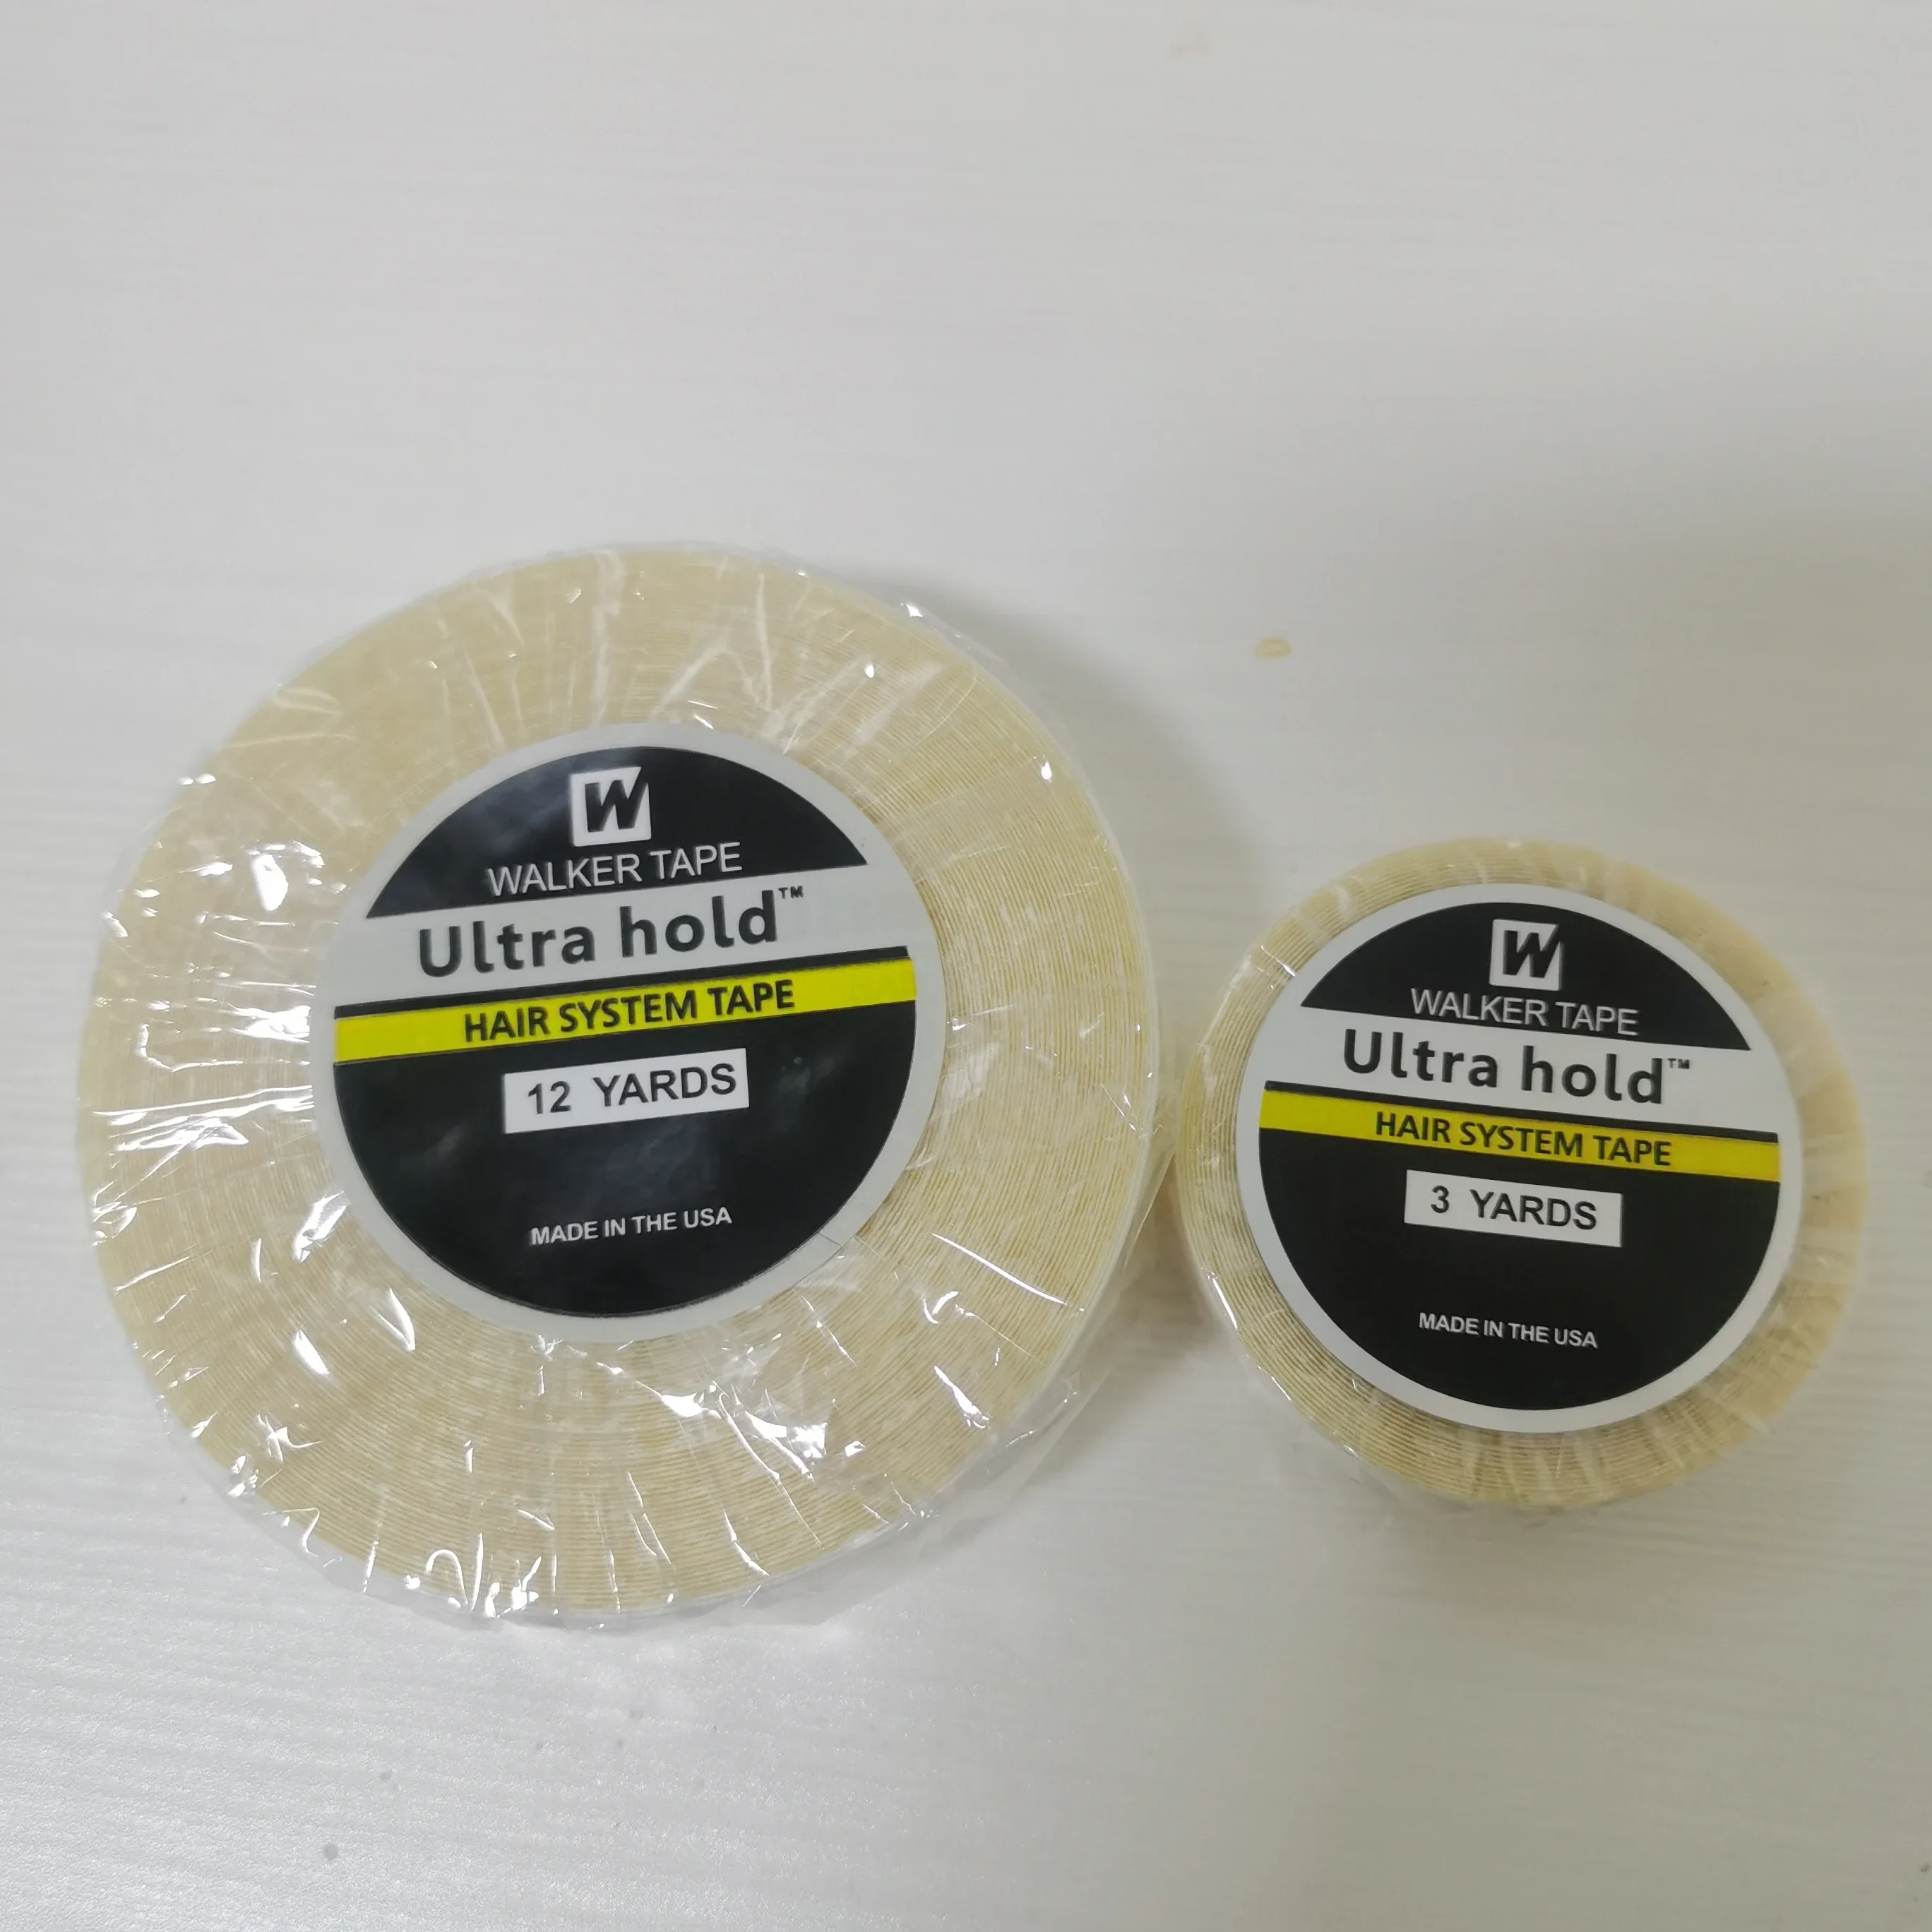 W
WALKER TAPE
Ultra hold™
HAIR SYSTEM TAPE
12 YARDS
MADE IN THE USA
W
WALKER TAPE
Ultra hold™
HAIR SYSTEM TAPE
3 YARDS
MADE IN THE USA